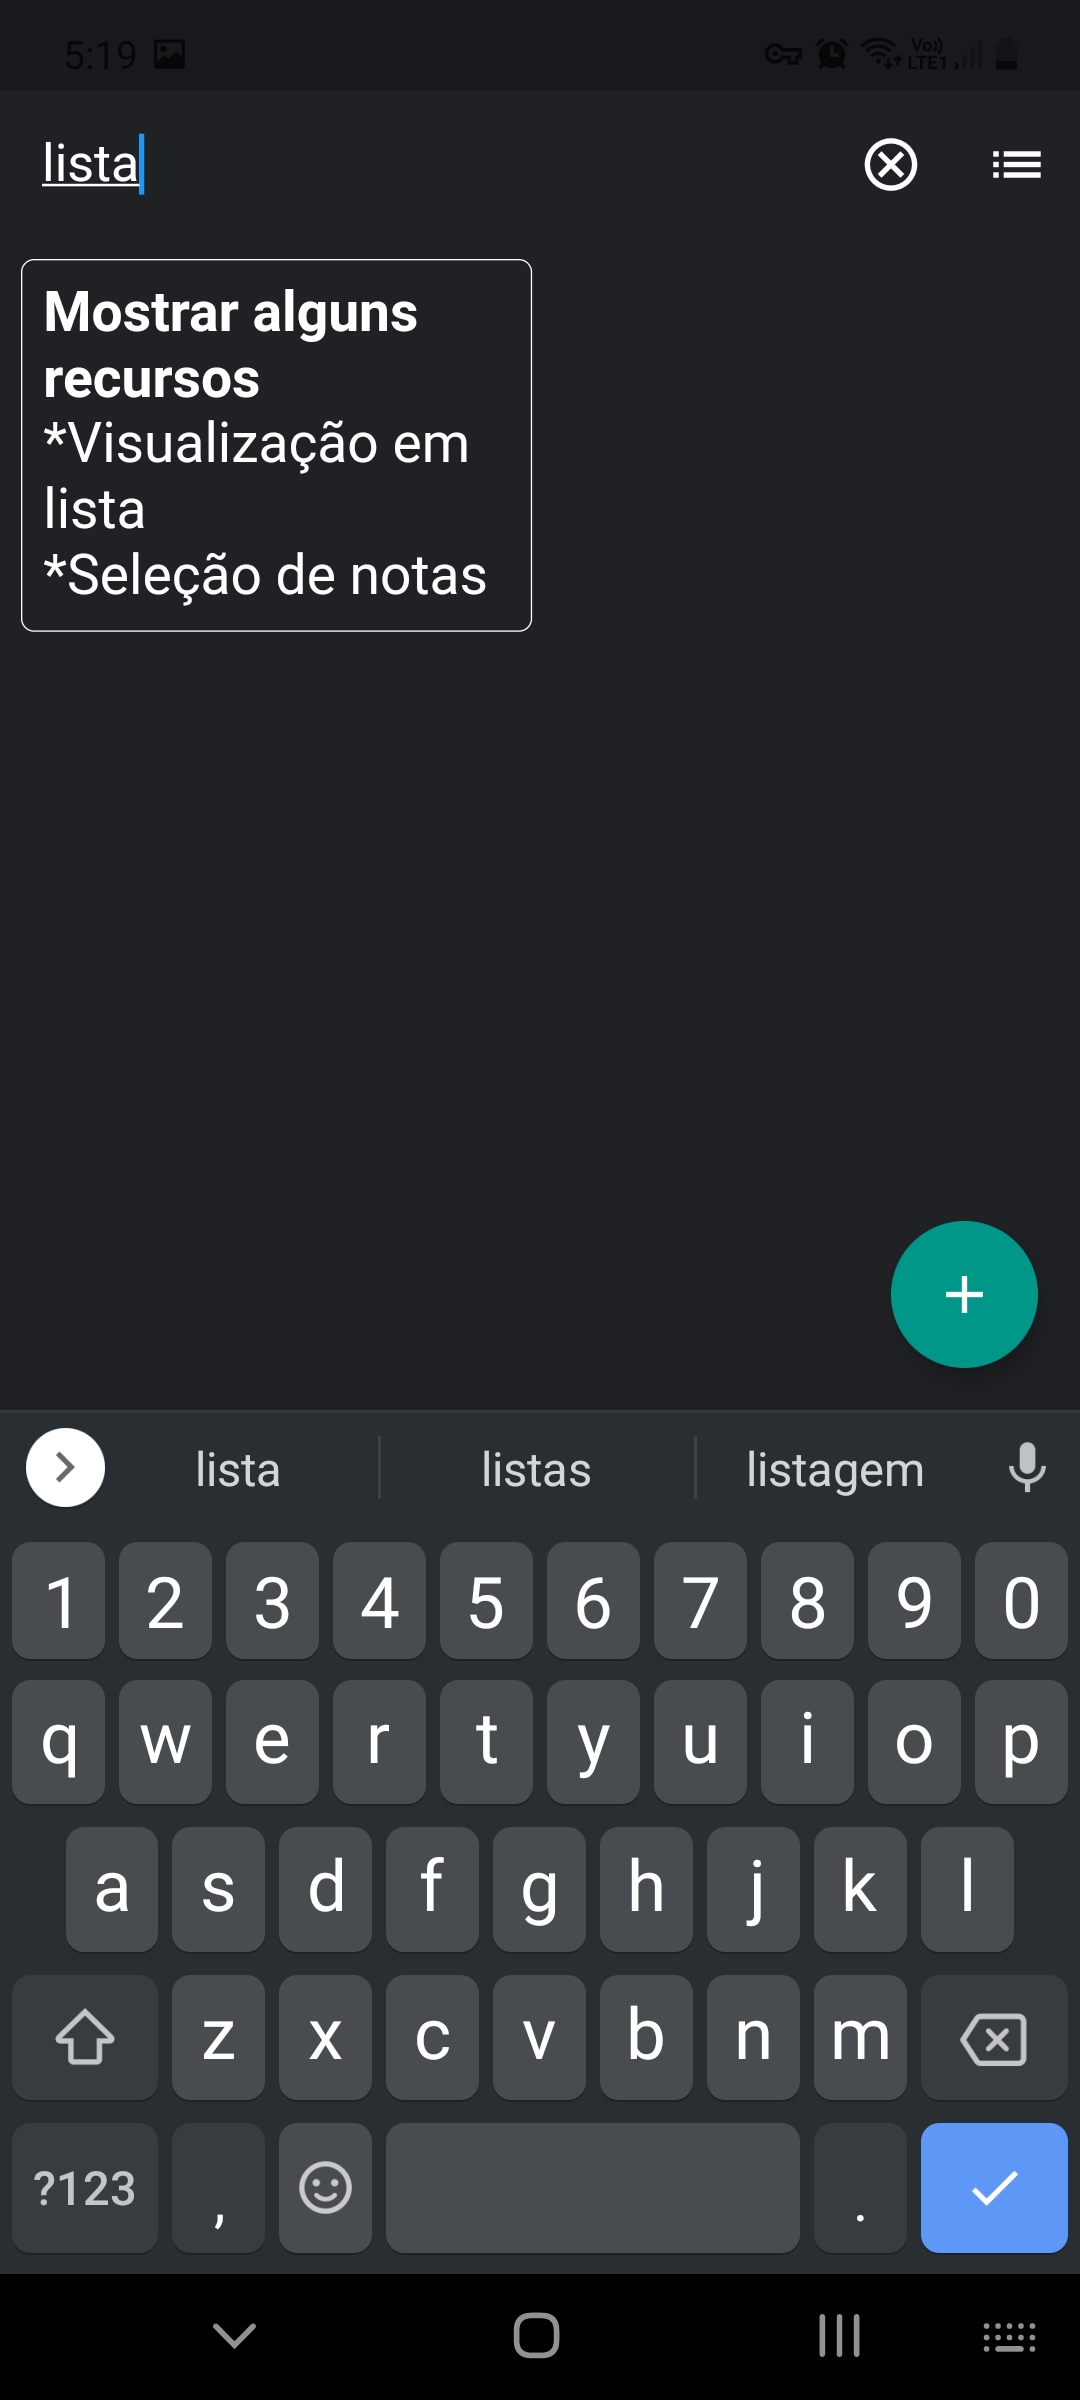 5:19 Vo)) LTE1
lista
Mostrar alguns
recursos
*Visualização em
lista
*Seleção de notas
+
lista listas listagem
1 2 3 4 5 6 7 8 9 0
q w e r t y u i o p
a s d f g h j k l
z x c v b n m
?123 , .